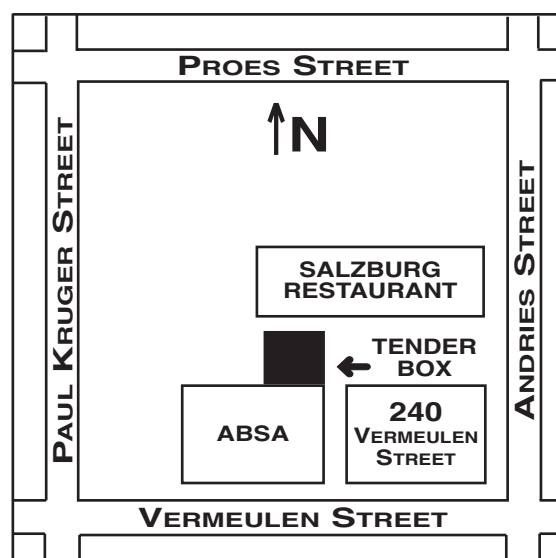 PROES STREET
N
PAUL KRUGER STREET
ANDRIES STREET
SALZBURG
RESTAURANT
TENDER
BOX
ABSA
240
VERMEULEN
STREET
VERMEULEN STREET